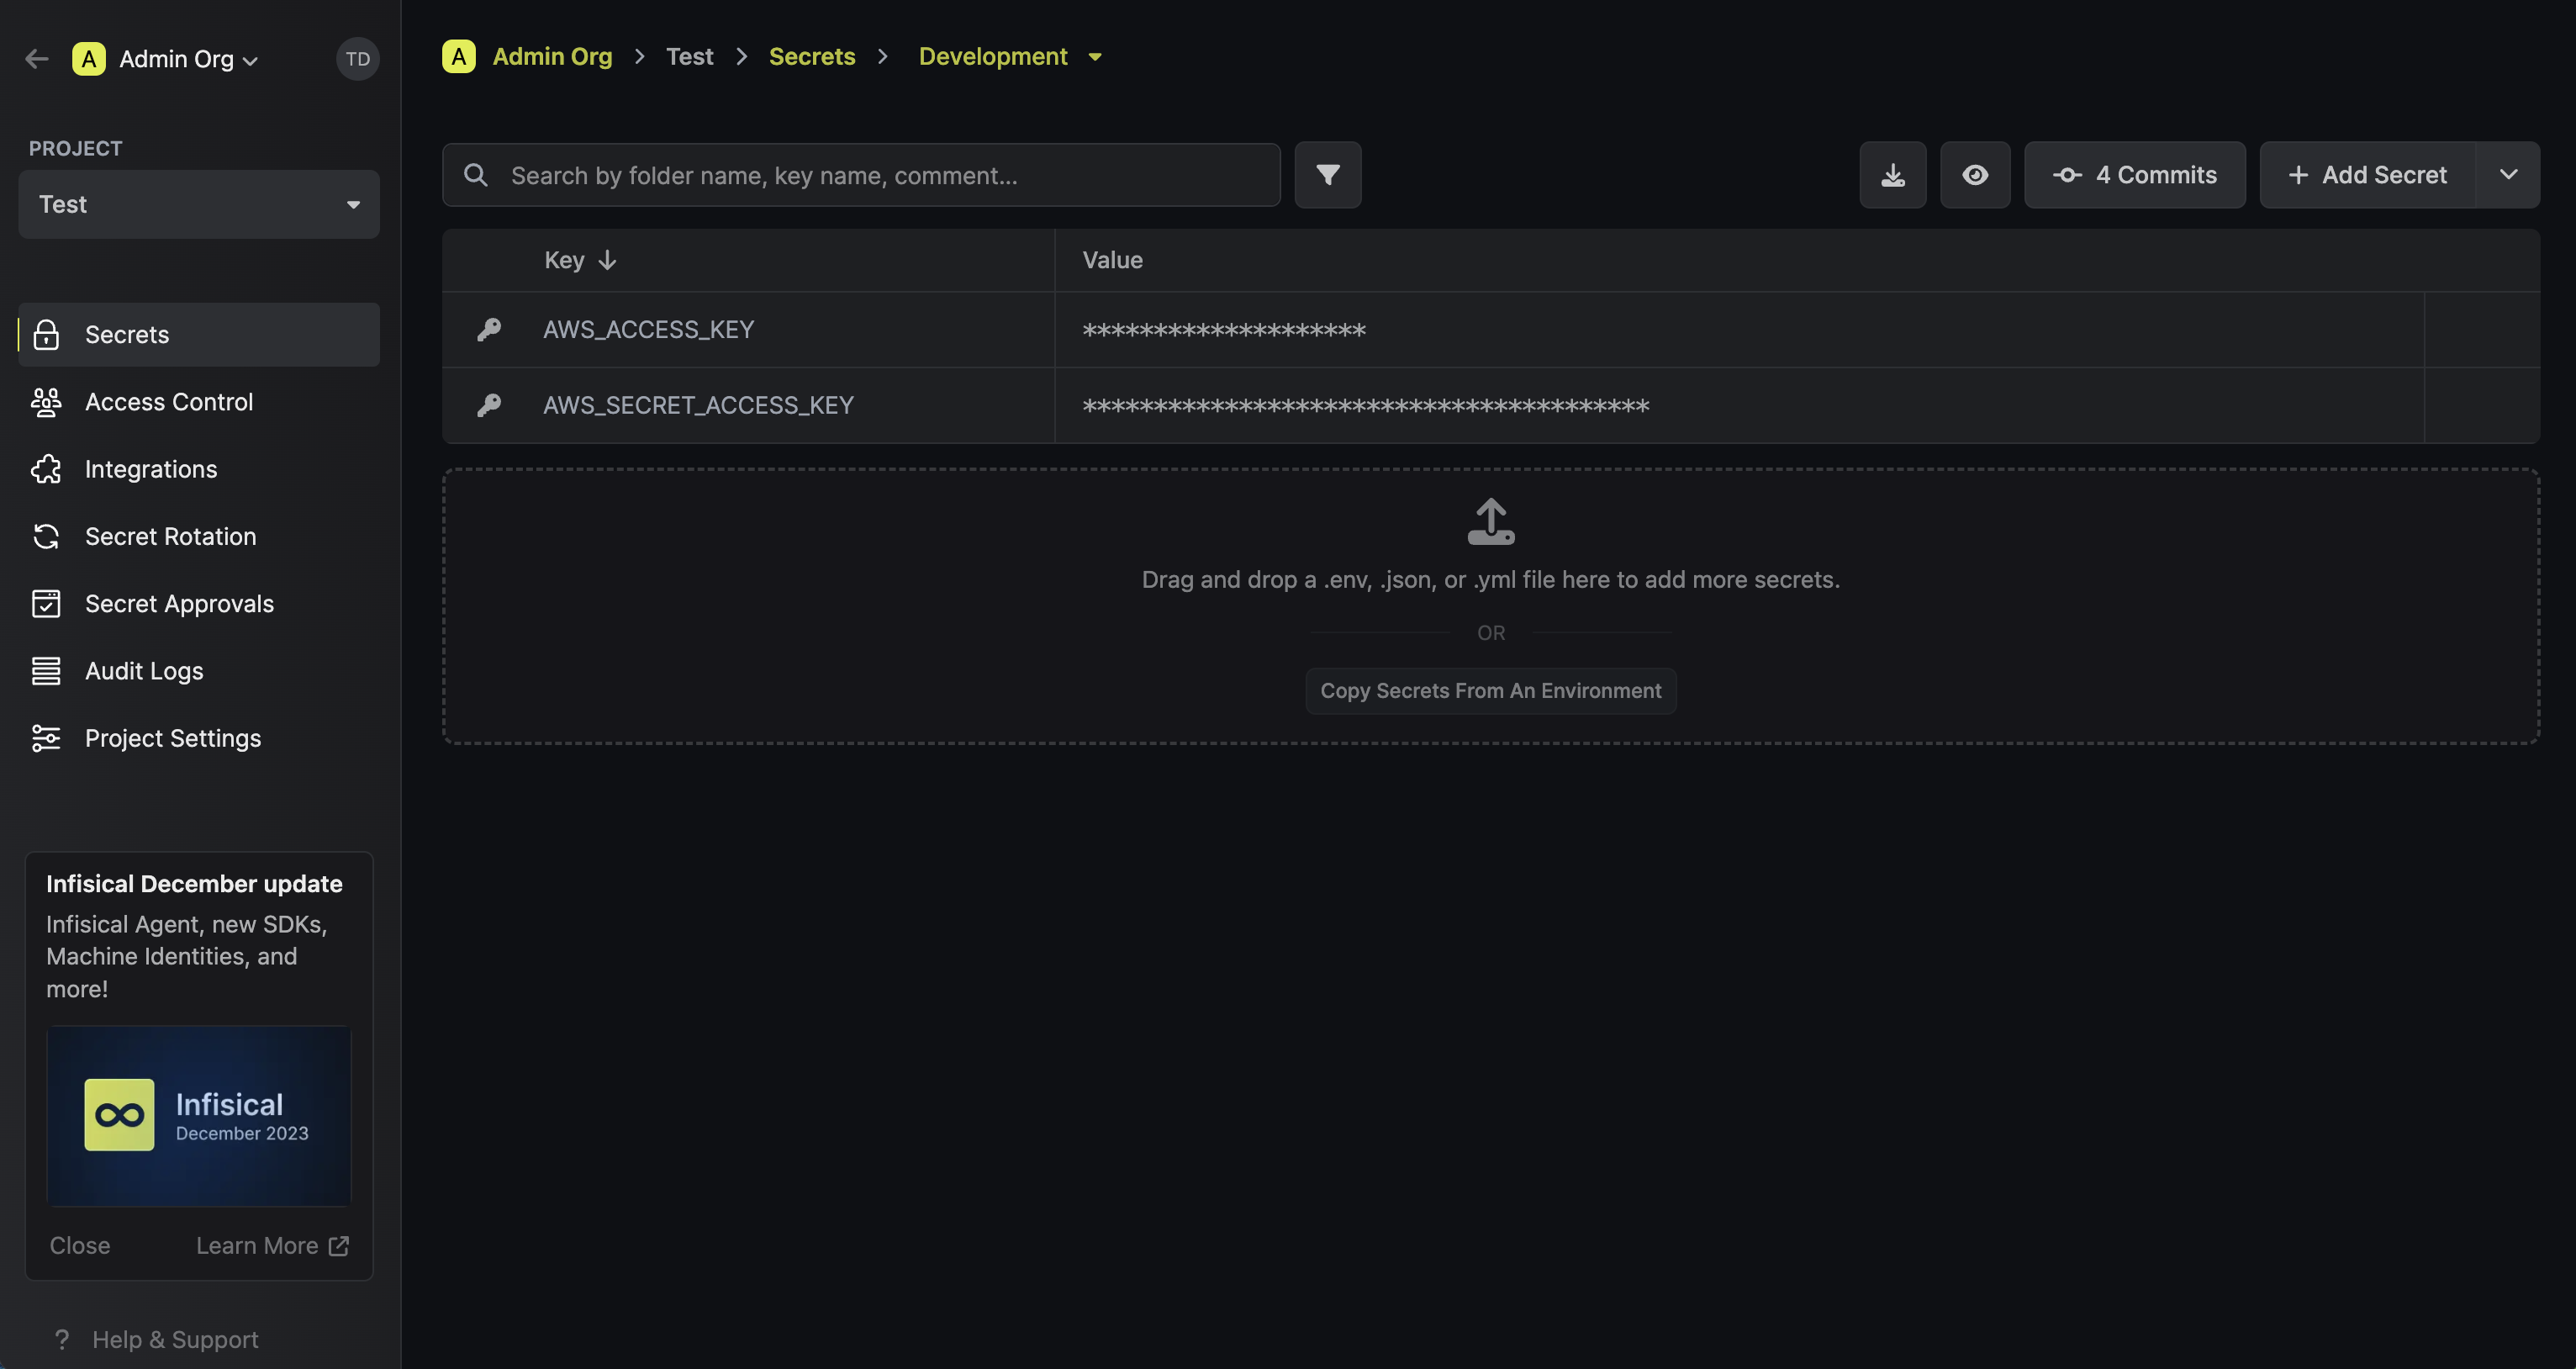 A Admin Org TD
PROJECT
Test
Secrets
Access Control
Integrations
Secret Rotation
Secret Approvals
Audit Logs
Project Settings
Infisical December update
Infisical Agent, new SDKs,
Machine Identities, and
more!
Infisical
December 2023
Close Learn More
? Help & Support
A Admin Org > Test > Secrets > Development
Search by folder name, key name, comment...
4 Commits
+ Add Secret
Key Value
AWS_ACCESS_KEY ********************
AWS_SECRET_ACCESS_KEY ****************************************
Drag and drop a .env, .json, or .yml file here to add more secrets.
OR
Copy Secrets From An Environment